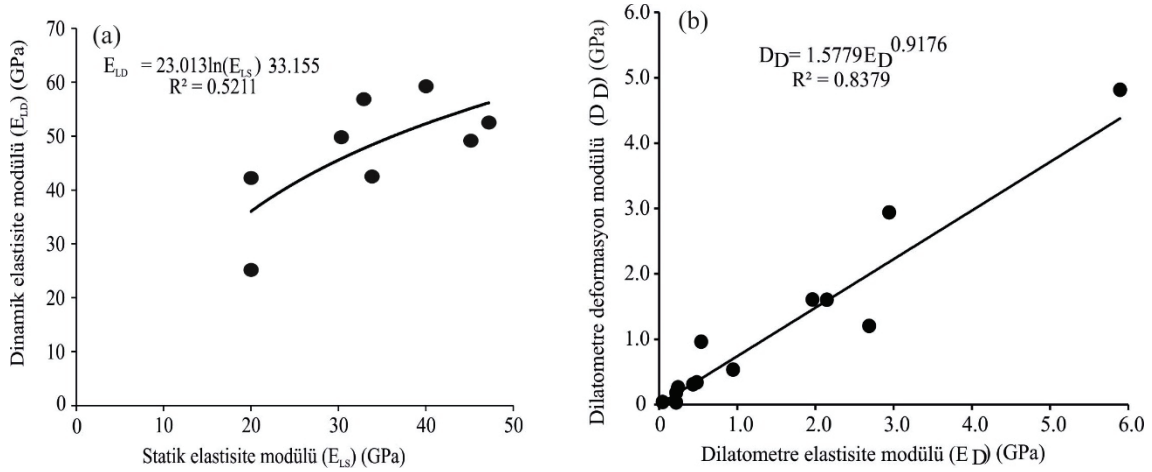 (a)
E_LD = 23.013ln(E_LS) 33.155
R² = 0.5211
Dinamik elastisite modülü (E_LD) (GPa)
70
60
50
40
30
20
10
0
0 10 20 30 40 50
Statik elastisite modülü (E_LS) (GPa)
(b)
D_D= 1.5779E_D^0.9176
R² = 0.8379
Dilatometre deformasyon modülü (D_D) (GPa)
6.0
5.0
4.0
3.0
2.0
1.0
0
0 1.0 2.0 3.0 4.0 5.0 6.0
Dilatometre elastisite modülü (E_D) (GPa)